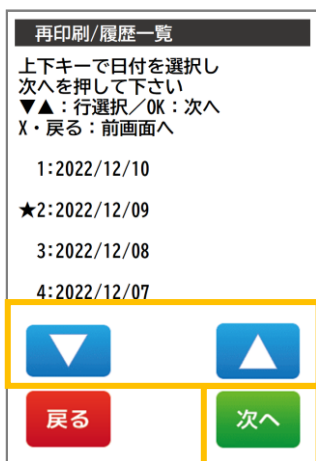 再印刷/履歴一覧
上下キーで日付を選択し
次へを押して下さい
▼▲：行選択／OK：次へ
X・戻る：前画面へ
1:2022/12/10
★2:2022/12/09
3:2022/12/08
4:2022/12/07
▼ ▲
戻る 次へ